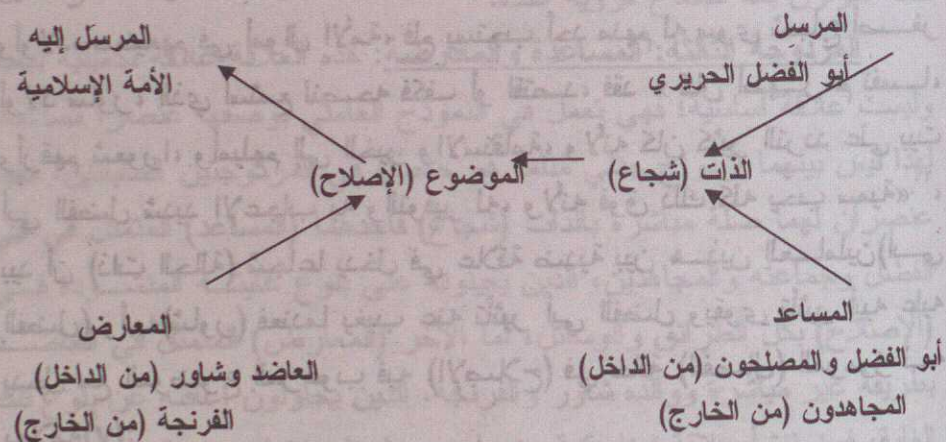 المرسِل
أبو الفضل الحريري
المرسَل إليه
الأمة الإسلامية
الذات (شجاع)
الموضوع (الإصلاح)
المساعد
أبو الفضل والمصلحون (من الداخل)
المجاهدون (من الخارج)
المعارض
العاضد وشاور (من الداخل)
الفرنجة (من الخارج)